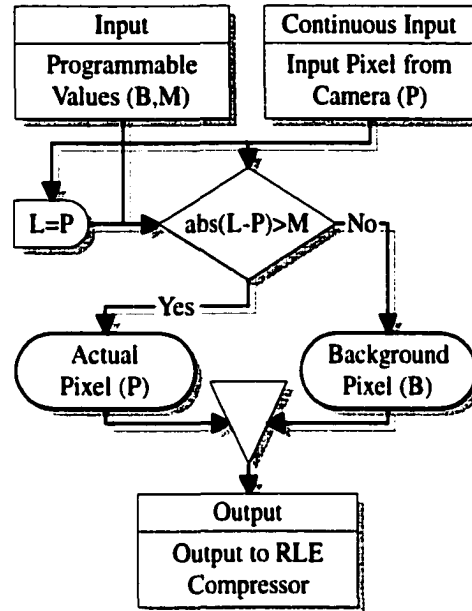 Input
Programmable
Values (B,M)
Continuous Input
Input Pixel from
Camera (P)
L=P
abs(L-P)>M
No
Yes
Actual
Pixel (P)
Background
Pixel (B)
Output
Output to RLE
Compressor